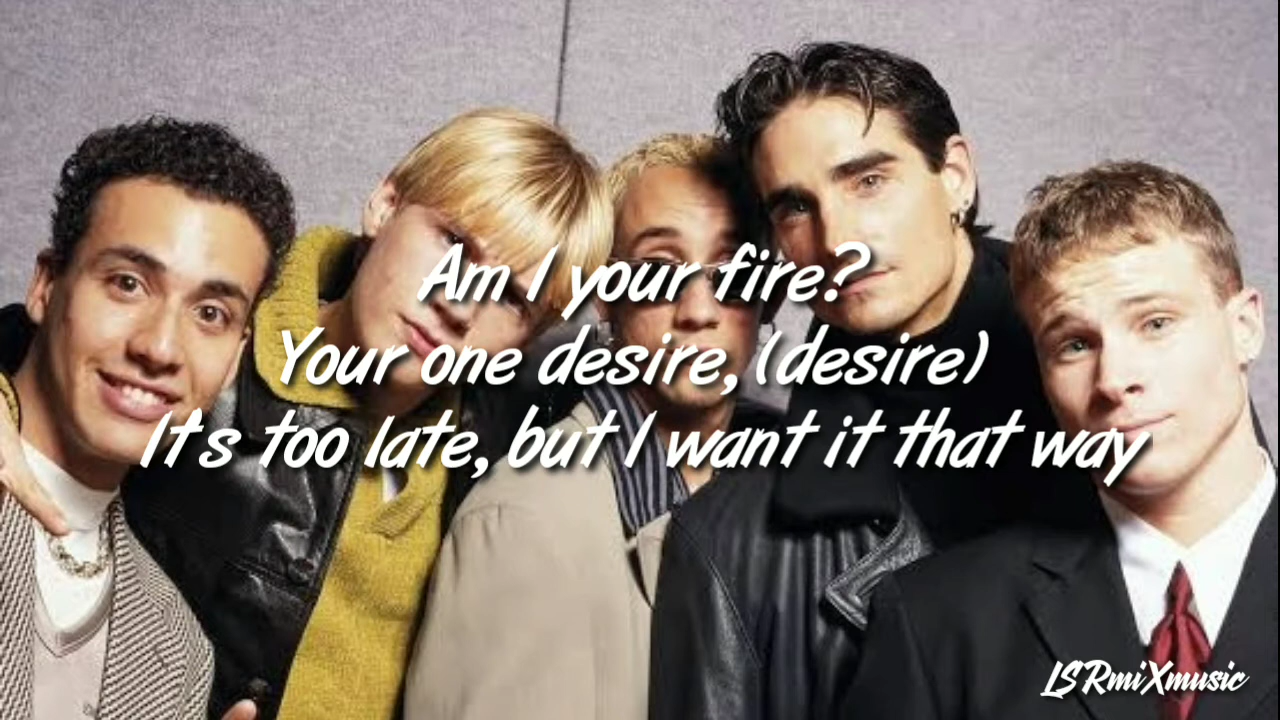 Am I your fire?
Your one desire, (desire)
It's too late, but I want it that way
LSRmiXmusic